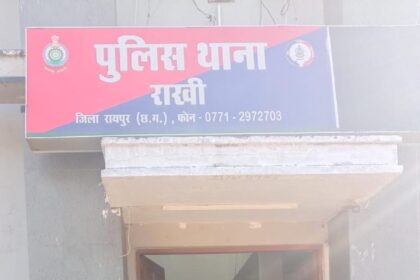 पुलिस थाना
राखी
जिला रायपुर (छ.ग.) , फोन - 0771 - 2972703